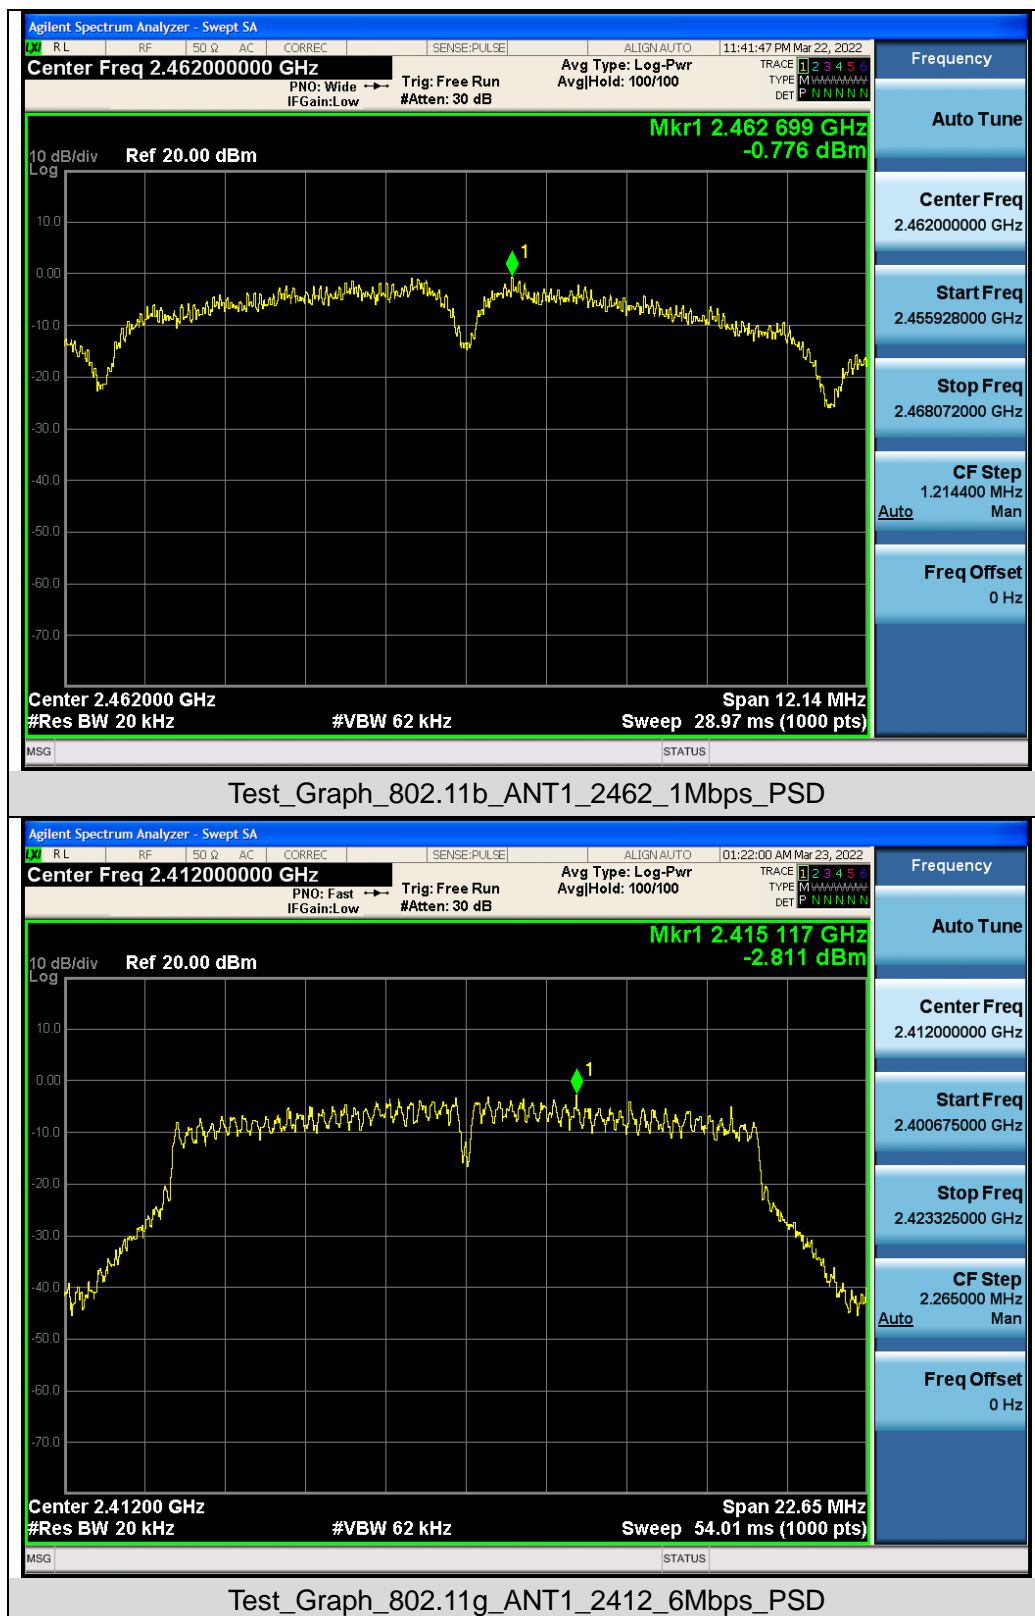 Agilent Spectrum Analyzer - Swept SA
LXI RL RF 50 Ω AC CORREC SENSE:PULSE ALIGN AUTO 11:41:47 PM Mar 22, 2022
Center Freq 2.462000000 GHz
PNO: Wide
IFGain:Low
Trig: Free Run
#Atten: 30 dB
Avg Type: Log-Pwr
Avg|Hold: 100/100
TRACE 1 2 3 4 5 6
TYPE M W W W W W
DET P N N N N N
Mkr1 2.462 699 GHz
-0.776 dBm
10 dB/div Ref 20.00 dBm
Log
10.0
0.00
1
-10.0
-20.0
-30.0
-40.0
-50.0
-60.0
-70.0
Center 2.462000 GHz Span 12.14 MHz
#Res BW 20 kHz #VBW 62 kHz Sweep 28.97 ms (1000 pts)
MSG STATUS
Frequency
Auto Tune
Center Freq
2.462000000 GHz
Start Freq
2.455928000 GHz
Stop Freq
2.468072000 GHz
CF Step
1.214400 MHz
Auto Man
Freq Offset
0 Hz
Test_Graph_802.11b_ANT1_2462_1Mbps_PSD
Agilent Spectrum Analyzer - Swept SA
LXI RL RF 50 Ω AC CORREC SENSE:PULSE ALIGN AUTO 01:22:00 AM Mar 23, 2022
Center Freq 2.412000000 GHz
PNO: Fast
IFGain:Low
Trig: Free Run
#Atten: 30 dB
Avg Type: Log-Pwr
Avg|Hold: 100/100
TRACE 1 2 3 4 5 6
TYPE M W W W W W
DET P N N N N N
Mkr1 2.415 117 GHz
-2.811 dBm
10 dB/div Ref 20.00 dBm
Log
10.0
0.00
1
-10.0
-20.0
-30.0
-40.0
-50.0
-60.0
-70.0
Center 2.41200 GHz Span 22.65 MHz
#Res BW 20 kHz #VBW 62 kHz Sweep 54.01 ms (1000 pts)
MSG STATUS
Frequency
Auto Tune
Center Freq
2.412000000 GHz
Start Freq
2.400675000 GHz
Stop Freq
2.423325000 GHz
CF Step
2.265000 MHz
Auto Man
Freq Offset
0 Hz
Test_Graph_802.11g_ANT1_2412_6Mbps_PSD